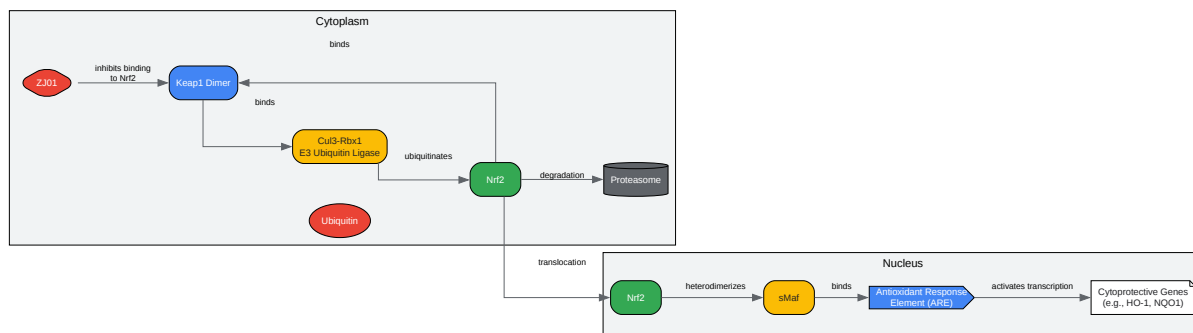 Cytoplasm
binds
ZJ01
inhibits binding
to Nrf2
Keap1 Dimer
binds
Cul3-Rbx1
E3 Ubiquitin Ligase
ubiquitinates
Nrf2
degradation
Proteasome
Ubiquitin
translocation
Nucleus
Nrf2
heterodimerizes
sMaf
binds
Antioxidant Response
Element (ARE)
activates transcription
Cytoprotective Genes
(e.g., HO-1, NQO1)